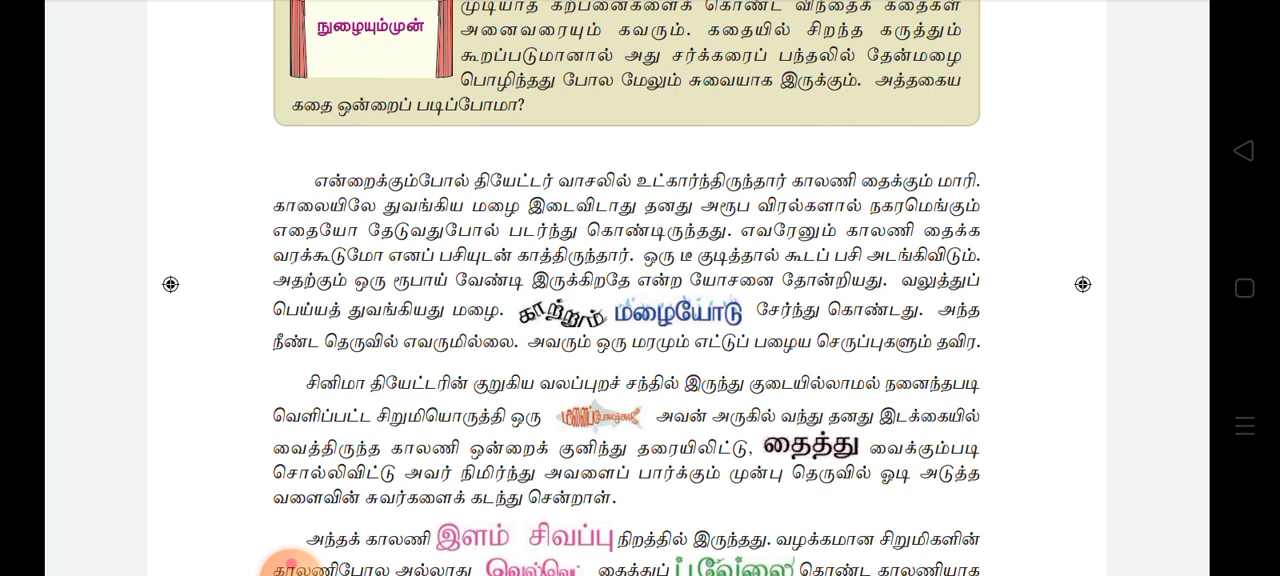 முடியாத கற்பனைகளைக் கொண்ட விந்தைக் கதைகள்
நுழையும்முன்
அனைவரையும் கவரும். கதையில் சிறந்த கருத்தும்
கூறப்படுமானால் அது சர்க்கரைப் பந்தலில் தேன்மழை
பொழிந்தது போல மேலும் சுவையாக இருக்கும். அத்தகைய
கதை ஒன்றைப் படிப்போமா?
என்றைக்கும்போல் தியேட்டர் வாசலில் உட்கார்ந்திருந்தார் காலணி தைக்கும் மாரி.
காலையிலே துவங்கிய மழை இடைவிடாது தனது அரூப விரல்களால் நகரமெங்கும்
எதையோ தேடுவதுபோல் படர்ந்து கொண்டிருந்தது. எவரேனும் காலணி தைக்க
வரக்கூடுமோ எனப் பசியுடன் காத்திருந்தார். ஒரு டீ குடித்தால் கூடப் பசி அடங்கிவிடும்.
அதற்கும் ஒரு ரூபாய் வேண்டி இருக்கிறதே என்ற யோசனை தோன்றியது. வலுத்துப்
பெய்யத் துவங்கியது மழை. காற்றும் மழையோடு சேர்ந்து கொண்டது. அந்த
நீண்ட தெருவில் எவருமில்லை. அவரும் ஒரு மரமும் எட்டுப் பழைய செருப்புகளும் தவிர.
சினிமா தியேட்டரின் குறுகிய வலப்புறச் சந்தில் இருந்து குடையில்லாமல் நனைந்தபடி
வெளிப்பட்ட சிறுமியொருத்தி ஒரு அவன் அருகில் வந்து தனது இடக்கையில்
வைத்திருந்த காலணி ஒன்றைக் குனிந்து தரையிலிட்டு, தைத்து வைக்கும்படி
சொல்லிவிட்டு அவர் நிமிர்ந்து அவளைப் பார்க்கும் முன்பு தெருவில் ஓடி அடுத்த
வளைவின் சுவர்களைக் கடந்து சென்றாள்.
அந்தக் காலணி இளம் சிவப்பு நிறத்தில் இருந்தது. வழக்கமான சிறுமிகளின்
காலணிபோல அல்லாது கைத்துப் பூவேலை கொண்ட காலணியாக